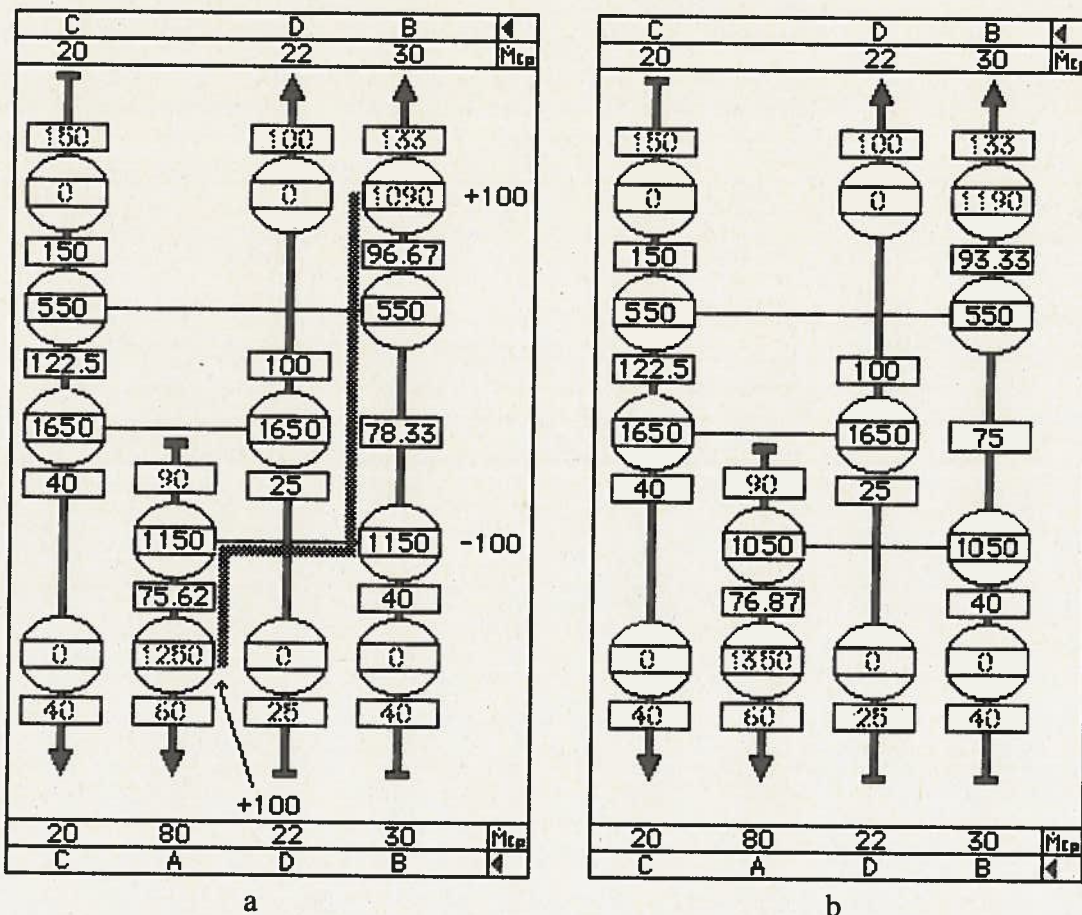 C D B ◀
20 22 30 Ṁcp
150 100 133
0 0 1090 +100
150 96.67
550 550
122.5 100
1650 1650 78.33
40 90 25
1150 1150 -100
75.62 40
0 1250 0 0
40 60 25 40
+100
20 80 22 30 Ṁcp
C A D B ◀
a
C D B ◀
20 22 30 Ṁcp
150 100 133
0 0 1190
150 93.33
550 550
122.5 100
1650 1650 75
40 90 25
1050 1050
76.87 40
0 1350 0 0
40 60 25 40
20 80 22 30 Ṁcp
C A D B ◀
b